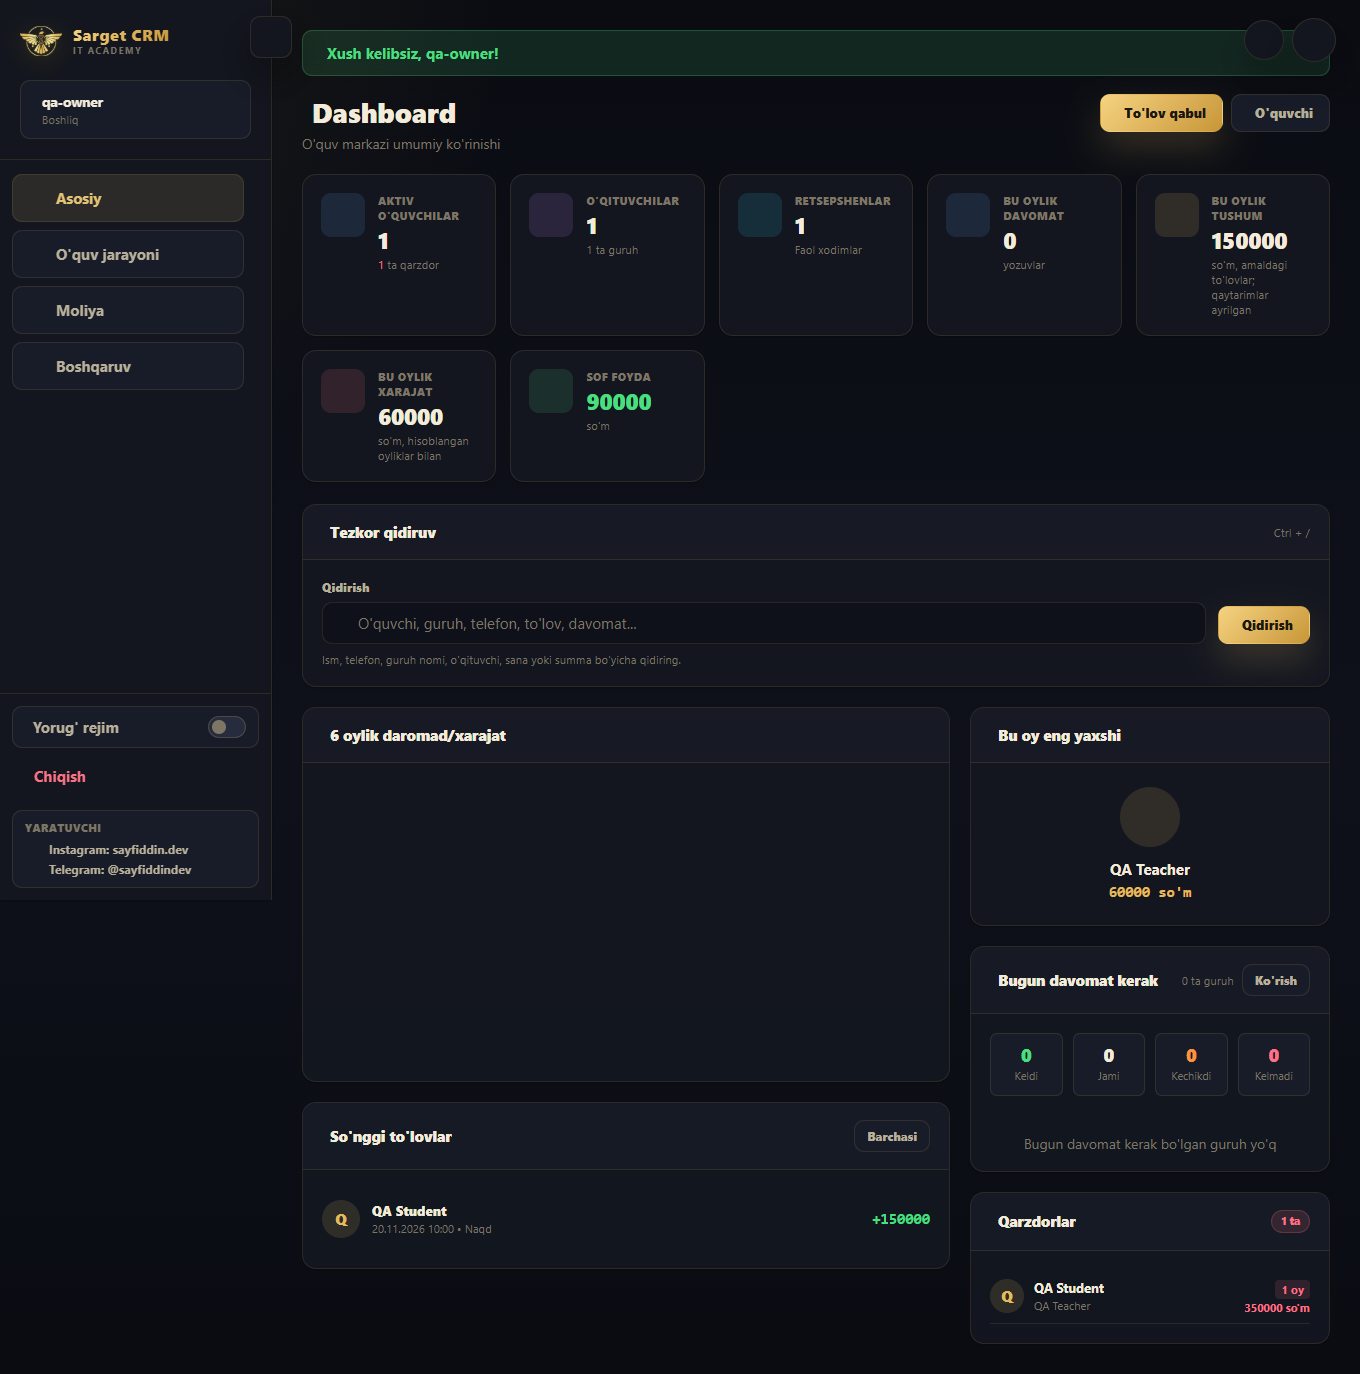 Sarget CRM
IT ACADEMY
qa-owner
Boshliq
Asosiy
O'quv jarayoni
Moliya
Boshqaruv
Yorug' rejim
Chiqish
YARATUVCHI
Instagram: sayfiddin.dev
Telegram: @sayfiddindev
Xush kelibsiz, qa-owner!
Dashboard
O'quv markazi umumiy ko'rinishi
To'lov qabul
O'quvchi
AKTIV
O'QUVCHILAR
1
1 ta qarzdor
O'QITUVCHILAR
1
1 ta guruh
RETSEPSHENLAR
1
Faol xodimlar
BU OYLIK
DAVOMAT
0
yozuvlar
BU OYLIK
TUSHUM
150000
so'm, amaldagi
to'lovlar;
qaytarimlar
ayrilgan
BU OYLIK
XARAJAT
60000
so'm, hisoblangan
oyliklar bilan
SOF FOYDA
90000
so'm
Tezkor qidiruv
Ctrl + /
Qidirish
O'quvchi, guruh, telefon, to'lov, davomat...
Qidirish
Ism, telefon, guruh nomi, o'qituvchi, sana yoki summa bo'yicha qidiring.
6 oylik daromad/xarajat
Bu oy eng yaxshi
QA Teacher
60000 so'm
Bugun davomat kerak
0 ta guruh
Ko'rish
0
Keldi
0
Jami
0
Kechikdi
0
Kelmadi
Bugun davomat kerak bo'lgan guruh yo'q
So'nggi to'lovlar
Barchasi
Q
QA Student
20.11.2026 10:00 • Naqd
+150000
Qarzdorlar
1 ta
Q
QA Student
QA Teacher
1 oy
350000 so'm